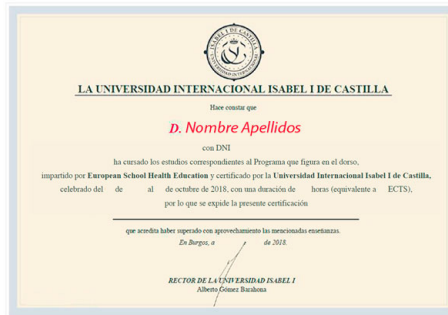 LA UNIVERSIDAD INTERNACIONAL ISABEL I DE CASTILLA
Hace constar que
D. Nombre Apellidos
con DNI
ha cursado los estudios correspondientes al Programa que figura en el dorso,
impartido por European School Health Education y certificado por la Universidad Internacional Isabel I de Castilla,
celebrado del de al de octubre de 2018, con una duración de horas (equivalente a ECTS),
por lo que se expide la presente certificación
que acredita haber superado con aprovechamiento las mencionadas enseñanzas.
En Burgos, a de 2018.
RECTOR DE LA UNIVERSIDAD ISABEL I
Alberto Gómez Barahona